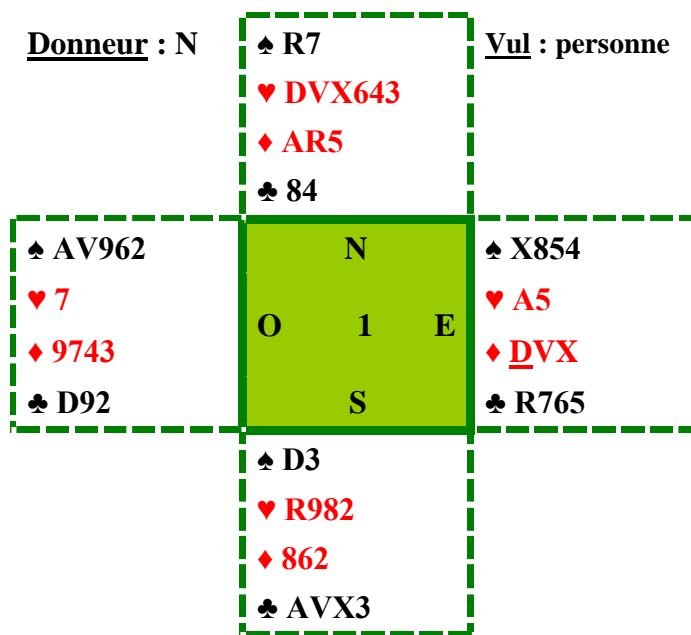 Donneur : N
♠ R7
Vul : personne
♥ DVX643
♦ AR5
♣ 84
♠ AV962
N
♠ X854
♥ 7
♥ A5
♦ 9743
O 1 E
♦ DVX
♣ D92
S
♣ R765
♠ D3
♥ R982
♦ 862
♣ AVX3